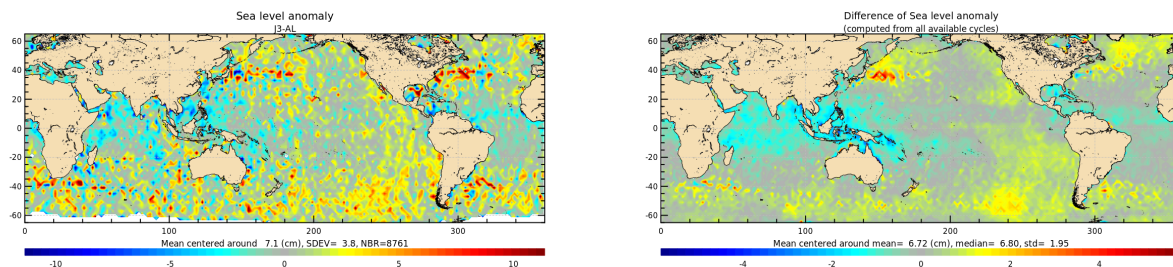 Sea level anomaly
J3-AL
60
40
20
0
-20
-40
-60
0 100 200 300
Mean centered around 7.1 (cm), SDEV= 3.8, NBR=8761
-10 -5 0 5 10
Difference of Sea level anomaly
(computed from all available cycles)
60
40
20
0
-20
-40
-60
0 100 200 300
Mean centered around mean= 6.72 (cm), median= 6.80, std= 1.95
-4 -2 0 2 4